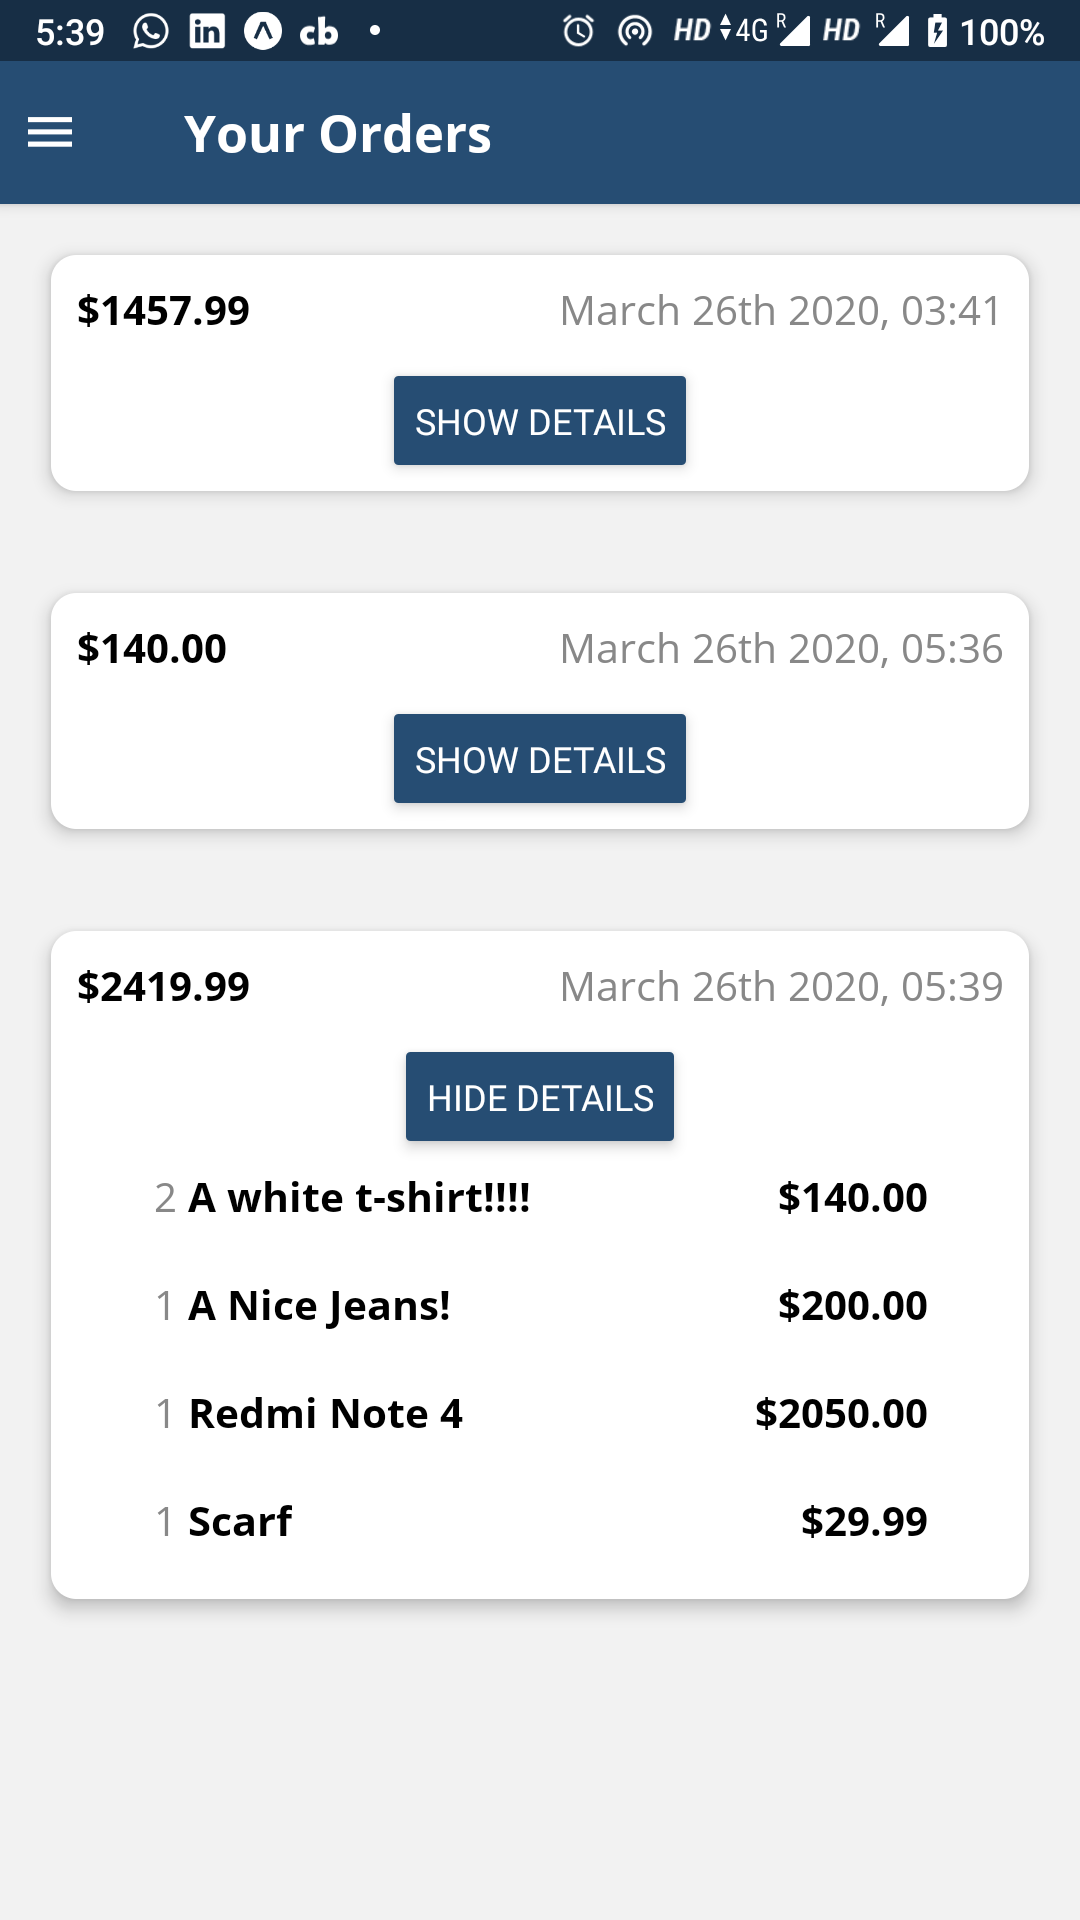 5:39 in cb HD 4G R HD R 100%
Your Orders
$1457.99 March 26th 2020, 03:41
SHOW DETAILS
$140.00 March 26th 2020, 05:36
SHOW DETAILS
$2419.99 March 26th 2020, 05:39
HIDE DETAILS
2 A white t-shirt!!!! $140.00
1 A Nice Jeans! $200.00
1 Redmi Note 4 $2050.00
1 Scarf $29.99